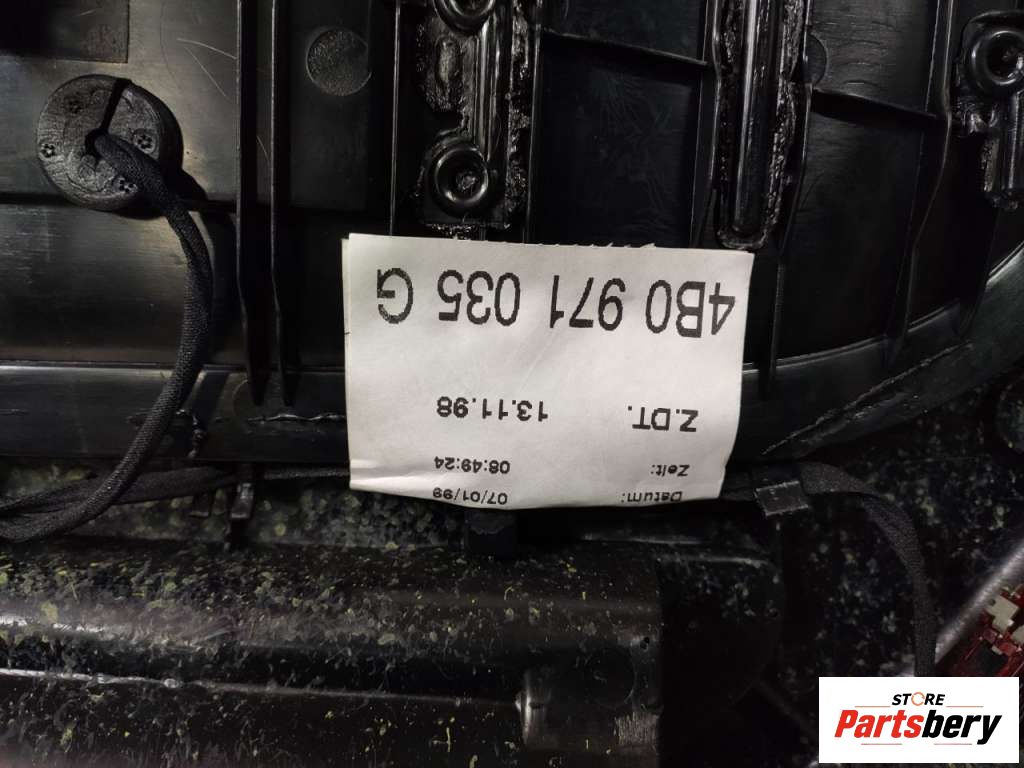 4B0 971 035 G
Z.DT. 13.11.98
Zeit: 08:49:24
Datum: 07/01/99
STORE
Partsbery